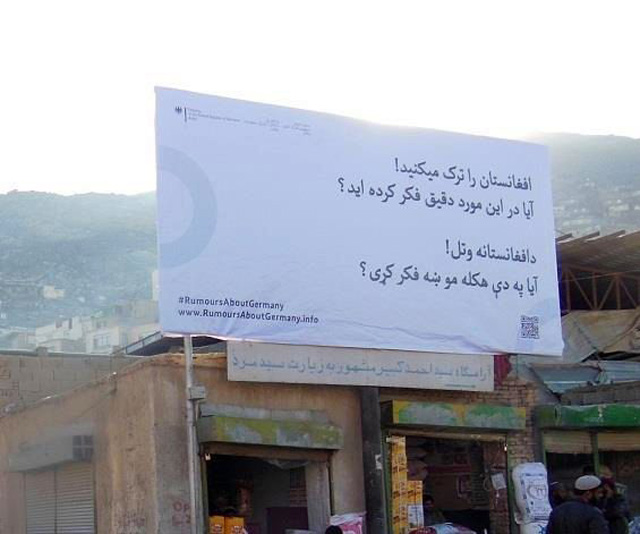 افغانستان را ترک میکنید!
آیا در این مورد دقیق فکر کرده اید؟
دافغانستانه وتل!
آیا په دې هکله مو ښه فکر کړی؟
#RumoursAboutGermany
www.RumoursAboutGermany.info
آرامگاه سید احمد کبیر مشهور به زیارت سید مرد